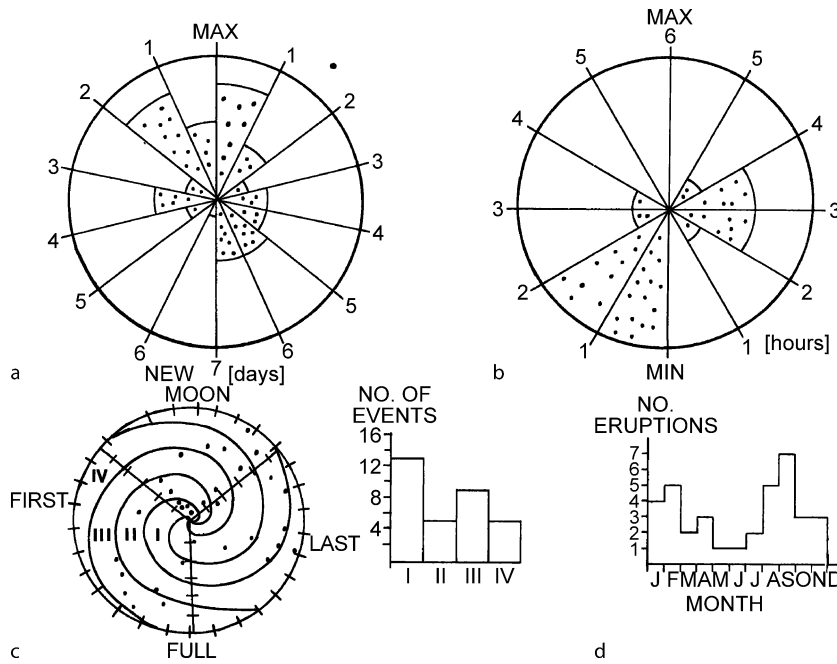 MAX
1 1
2 2
3 3
4 4
5 5
6 6
7 [days]
a
MAX
6
5 5
4 4
3 3
2 2
1 1
[hours]
MIN
b
NEW
MOON
IV
FIRST
III II I
LAST
FULL
c
NO. OF
EVENTS
16
12
8
4
I II III IV
NO.
ERUPTIONS
7
6
5
4
3
2
1
J F M A M J J A S O N D
MONTH
d